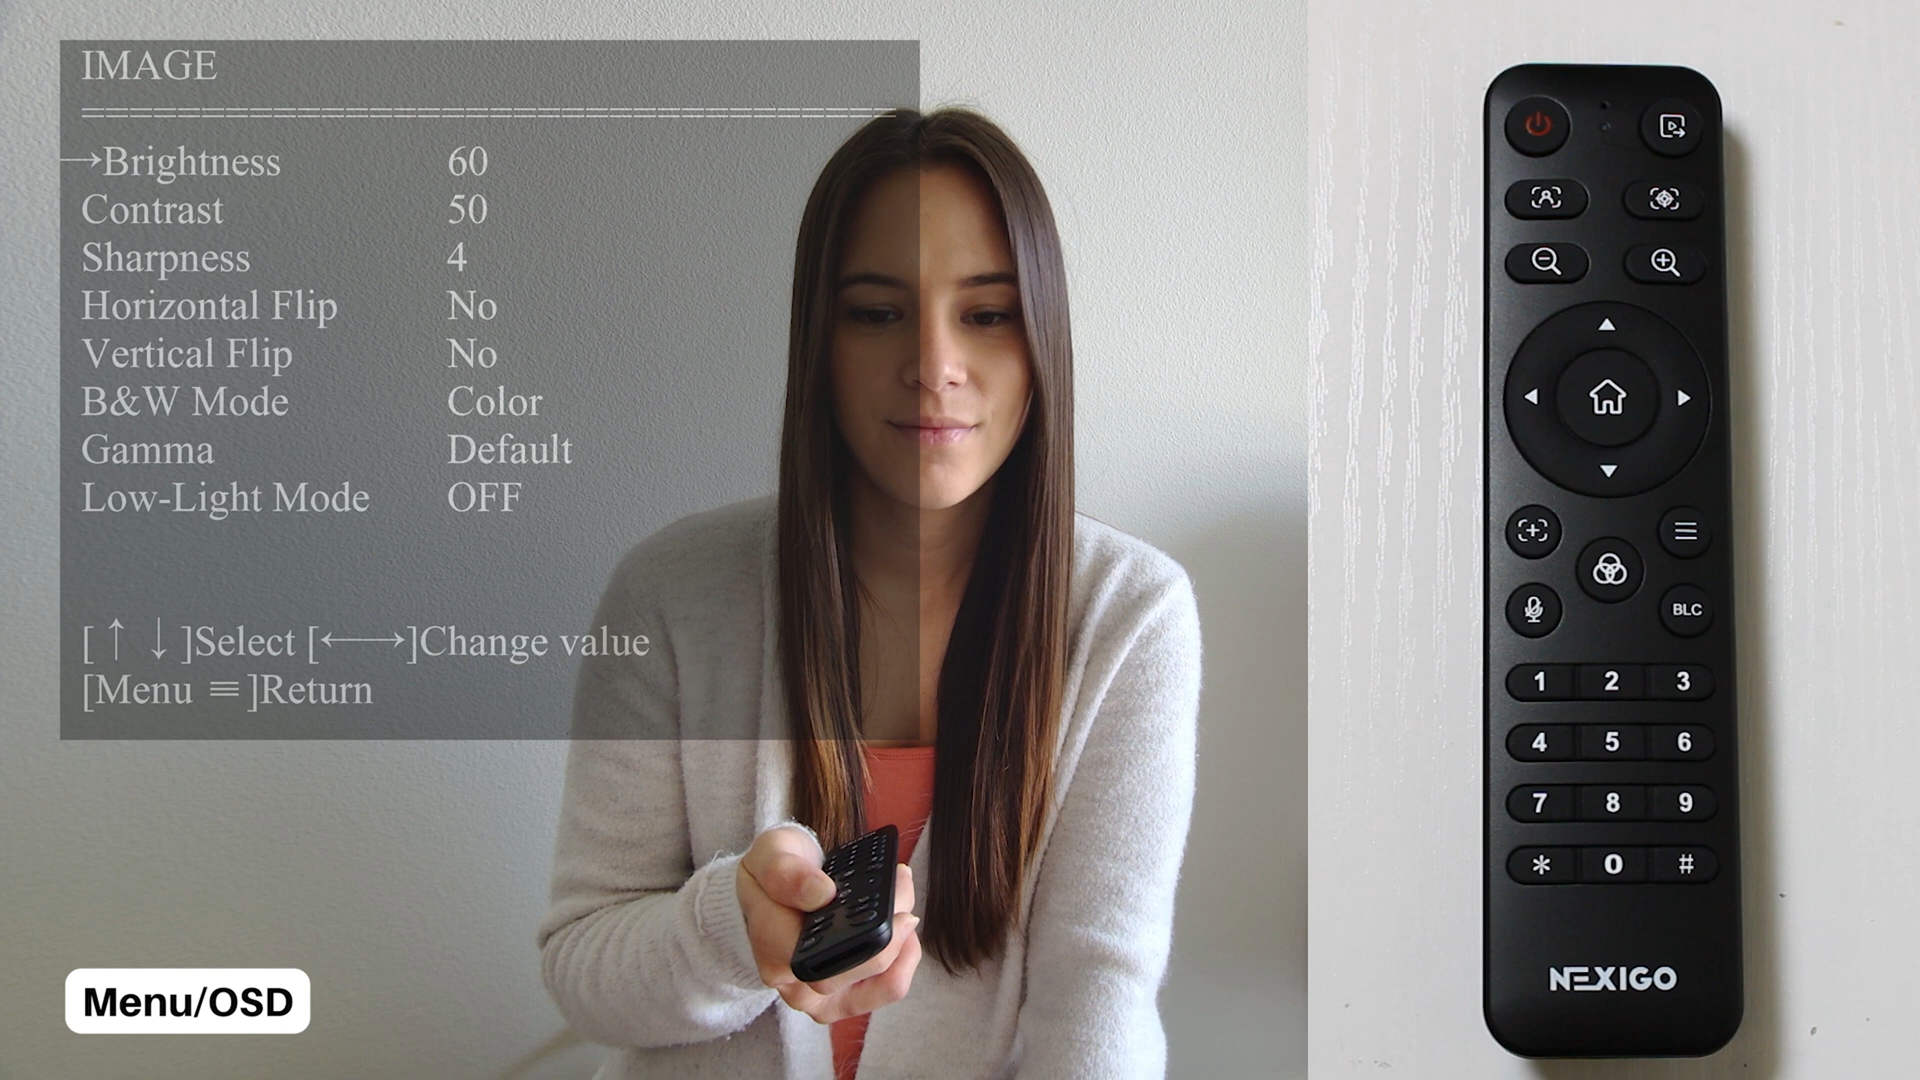 IMAGE
→Brightness 60
Contrast 50
Sharpness 4
Horizontal Flip No
Vertical Flip No
B&W Mode Color
Gamma Default
Low-Light Mode OFF
[↑ ↓]Select [←→]Change value
[Menu ≡]Return
Menu/OSD
BLC
1 2 3
4 5 6
7 8 9
* 0 #
NEXIGO